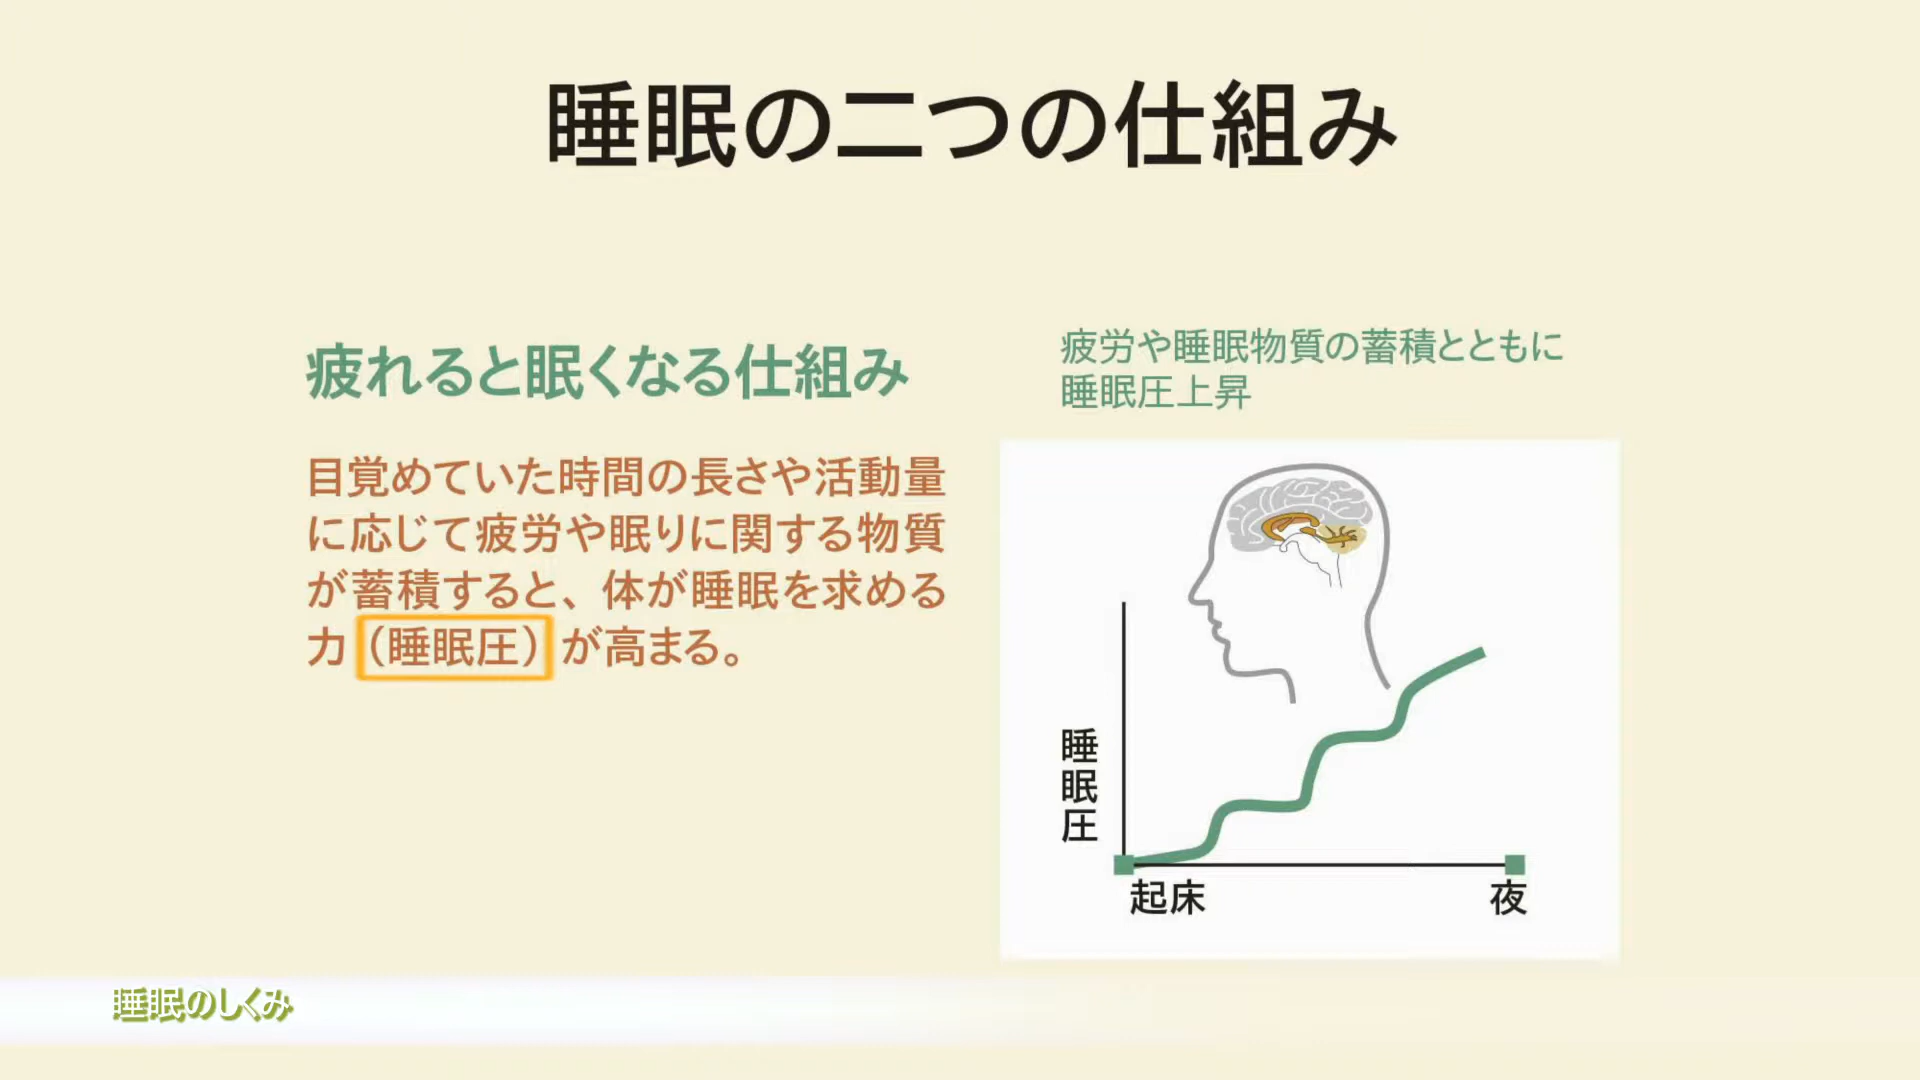 睡眠の二つの仕組み
疲れると眠くなる仕組み
目覚めていた時間の長さや活動量
に応じて疲労や眠りに関する物質
が蓄積すると、体が睡眠を求める
力（睡眠圧）が高まる。
疲労や睡眠物質の蓄積とともに
睡眠圧上昇
睡眠圧
起床
夜
睡眠のしくみ